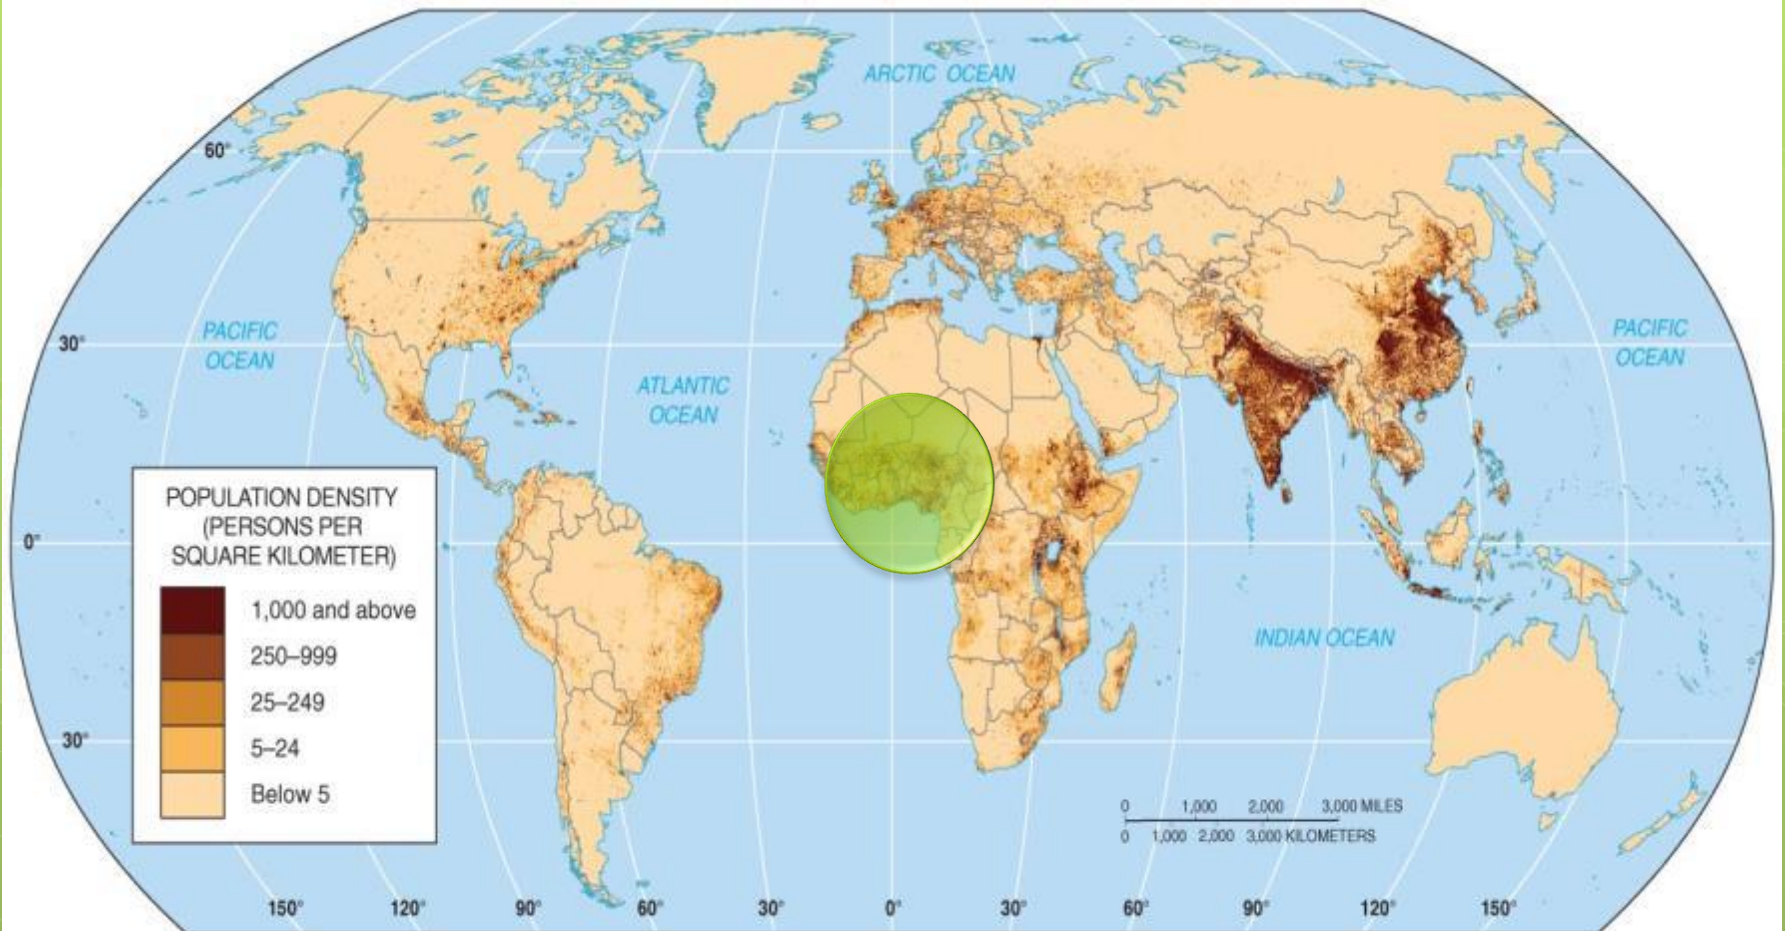 ARCTIC OCEAN
60°
PACIFIC
OCEAN
30°
ATLANTIC
OCEAN
PACIFIC
OCEAN
POPULATION DENSITY
(PERSONS PER
SQUARE KILOMETER)
1,000 and above
250–999
25–249
5–24
Below 5
0°
INDIAN OCEAN
30°
0 1,000 2,000 3,000 MILES
0 1,000 2,000 3,000 KILOMETERS
150° 120° 90° 60° 30° 0° 30° 60° 90° 120° 150°